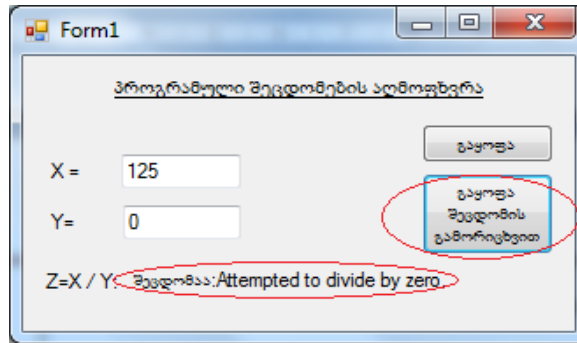 Form1
პროგრამული შეცდომების აღმოფხვრა
გაყოფა
X =
125
გაყოფა
შეცდომის
გამორიცხვით
Y=
0
Z=X / Y:
შეცდომაა:Attempted to divide by zero.